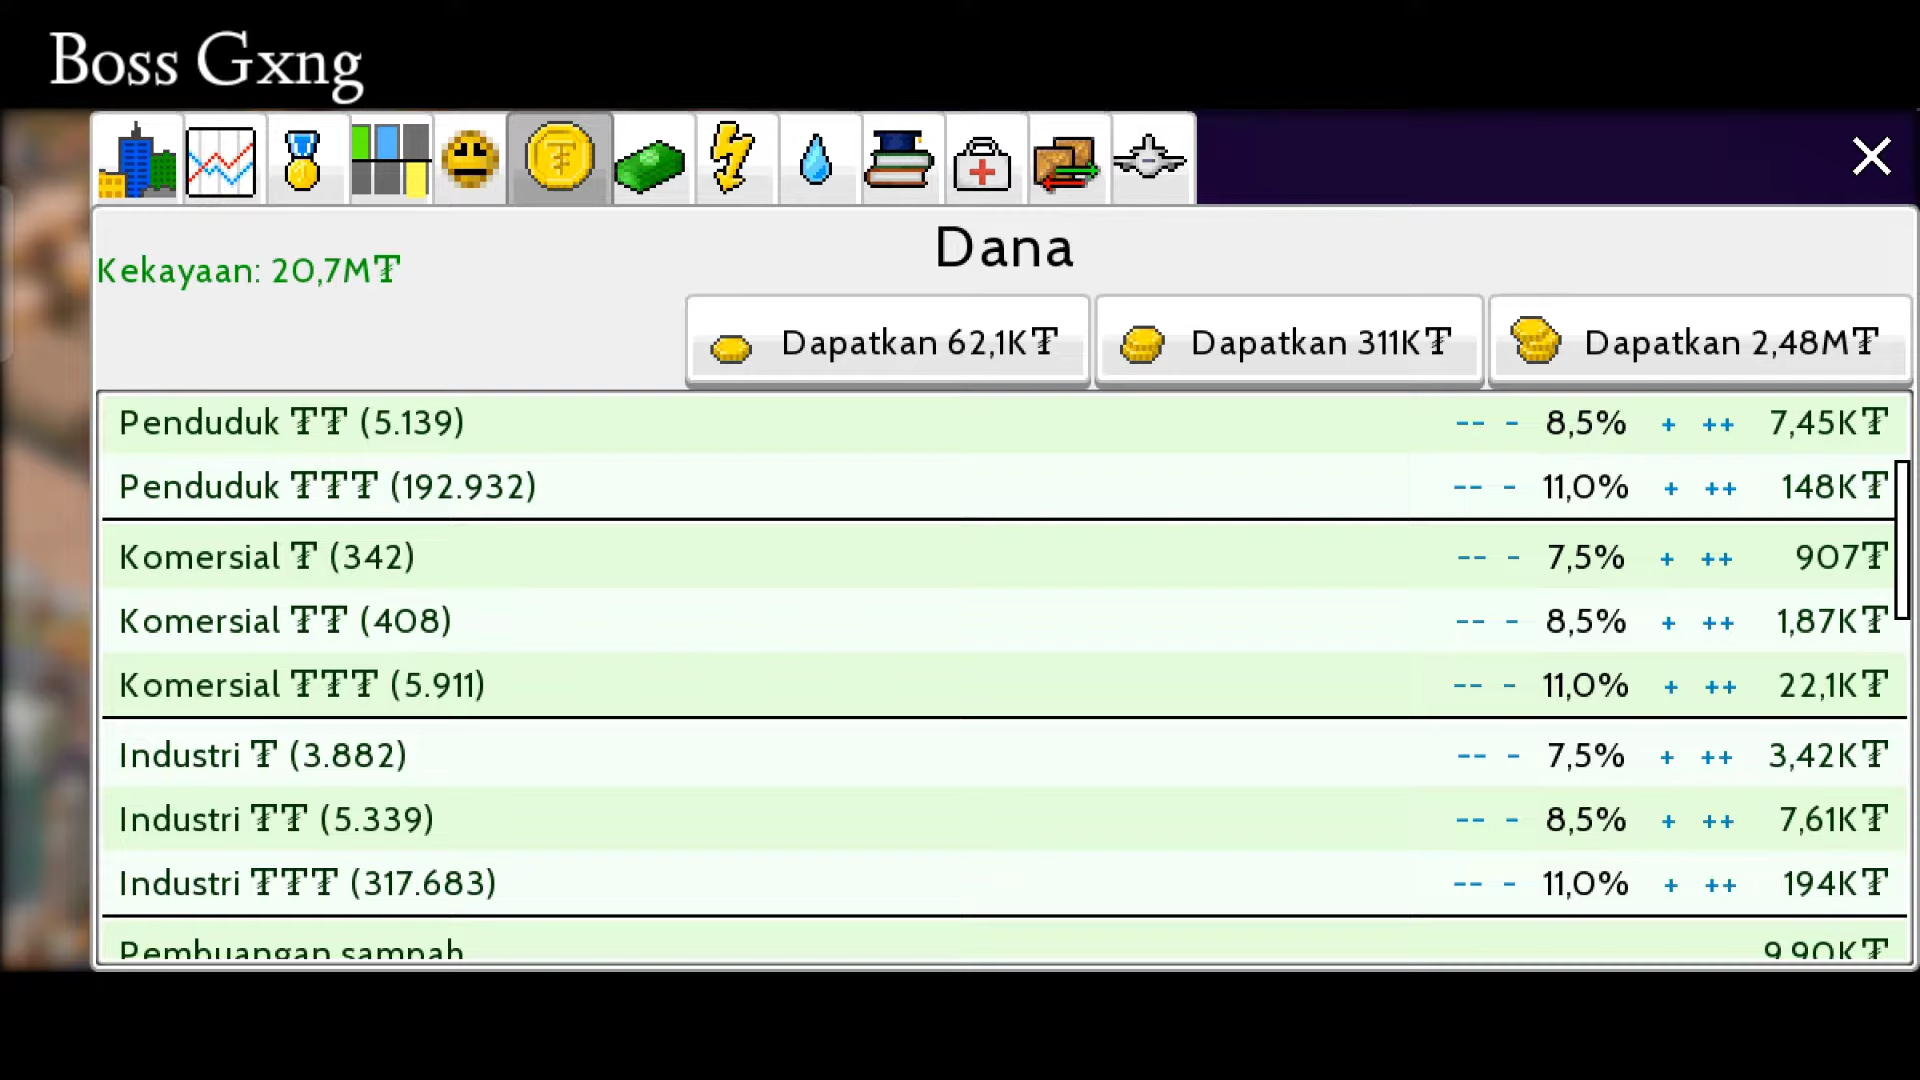 Boss Gxng
Dana
Kekayaan: 20,7M₮
Dapatkan 62,1K₮ Dapatkan 311K₮ Dapatkan 2,48M₮
Penduduk ₮₮ (5.139) -- - 8,5% + ++ 7,45K₮
Penduduk ₮₮₮ (192.932) -- - 11,0% + ++ 148K₮
Komersial ₮ (342) -- - 7,5% + ++ 907₮
Komersial ₮₮ (408) -- - 8,5% + ++ 1,87K₮
Komersial ₮₮₮ (5.911) -- - 11,0% + ++ 22,1K₮
Industri ₮ (3.882) -- - 7,5% + ++ 3,42K₮
Industri ₮₮ (5.339) -- - 8,5% + ++ 7,61K₮
Industri ₮₮₮ (317.683) -- - 11,0% + ++ 194K₮
Pembuangan sampah 9,90K₮